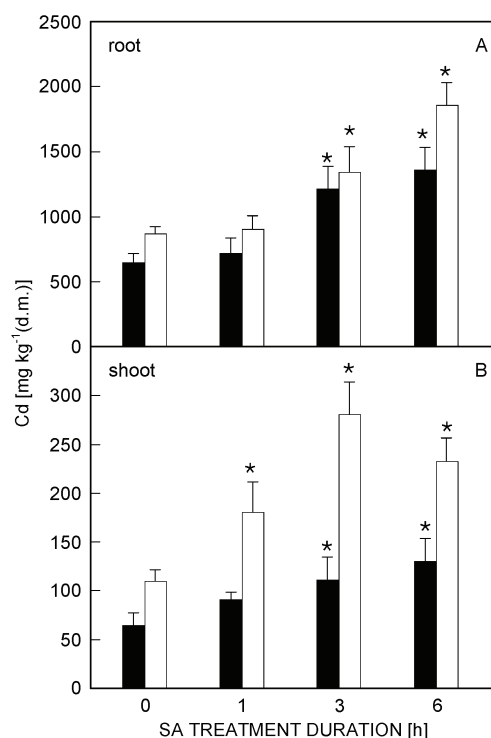 2500
root A
2000
* * * *
1500
1000
500
0
Cd [mg kg⁻¹(d.m.)]
shoot B
300
250
200
150
100
50
0
* * * * *
0 1 3 6
SA TREATMENT DURATION [h]